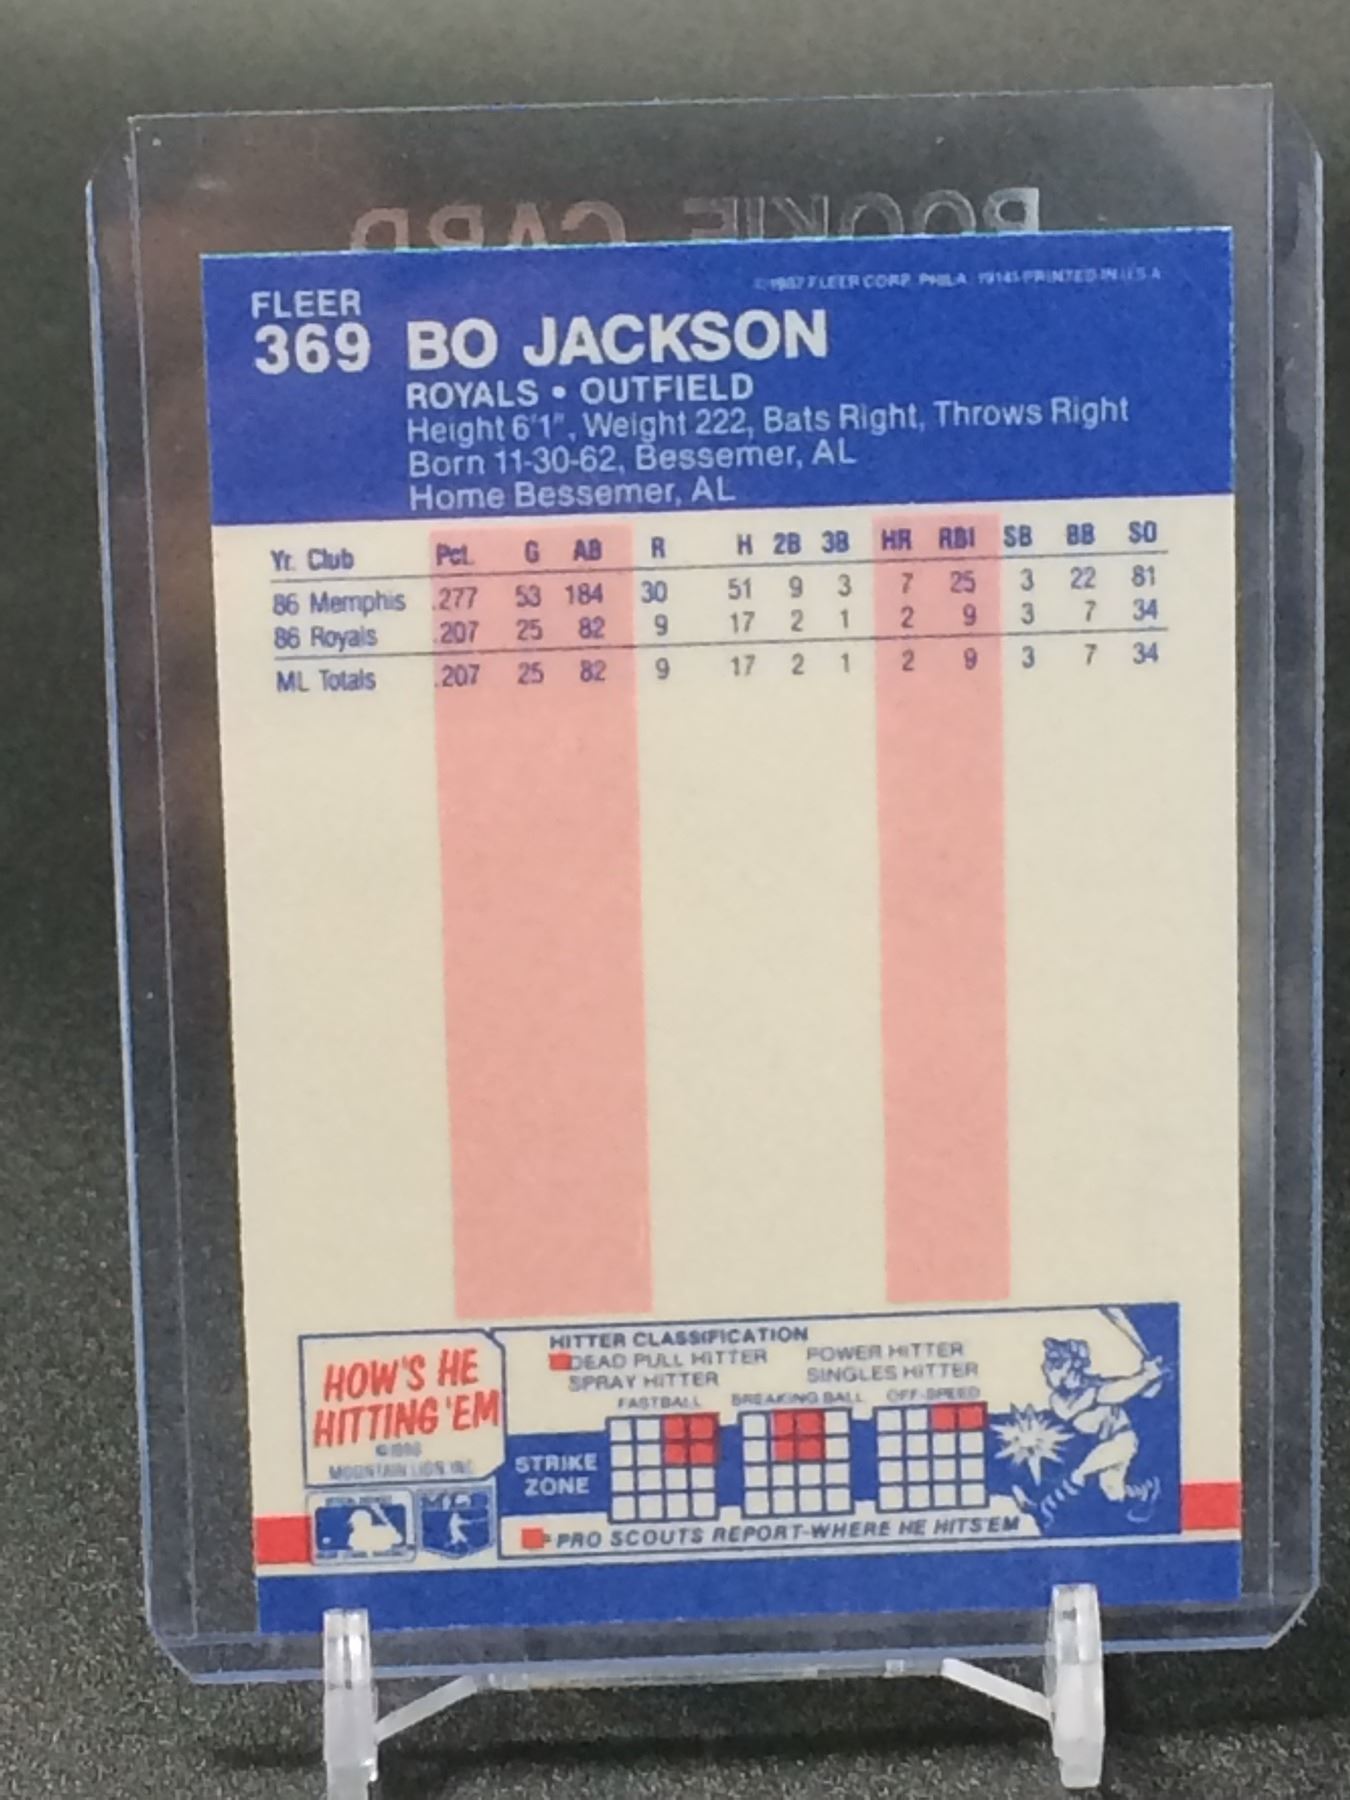 ROOKIE CARD
FLEER
©1987 FLEER CORP. PHILA. 19141 PRINTED IN U.S.A.
369 BO JACKSON
ROYALS • OUTFIELD
Height 6'1", Weight 222, Bats Right, Throws Right
Born 11-30-62, Bessemer, AL
Home Bessemer, AL
Yr. Club Pct. G AB R H 2B 3B HR RBI SB BB SO
86 Memphis .277 53 184 30 51 9 3 7 25 3 22 81
86 Royals .207 25 82 9 17 2 1 2 9 3 7 34
ML Totals .207 25 82 9 17 2 1 2 9 3 7 34
HOW'S HE
HITTING 'EM
MOUNTAIN LION INC.
HITTER CLASSIFICATION
DEAD PULL HITTER POWER HITTER
SPRAY HITTER SINGLES HITTER
FASTBALL BREAKING BALL OFF-SPEED
STRIKE
ZONE
=PRO SCOUTS REPORT-WHERE HE HITS 'EM